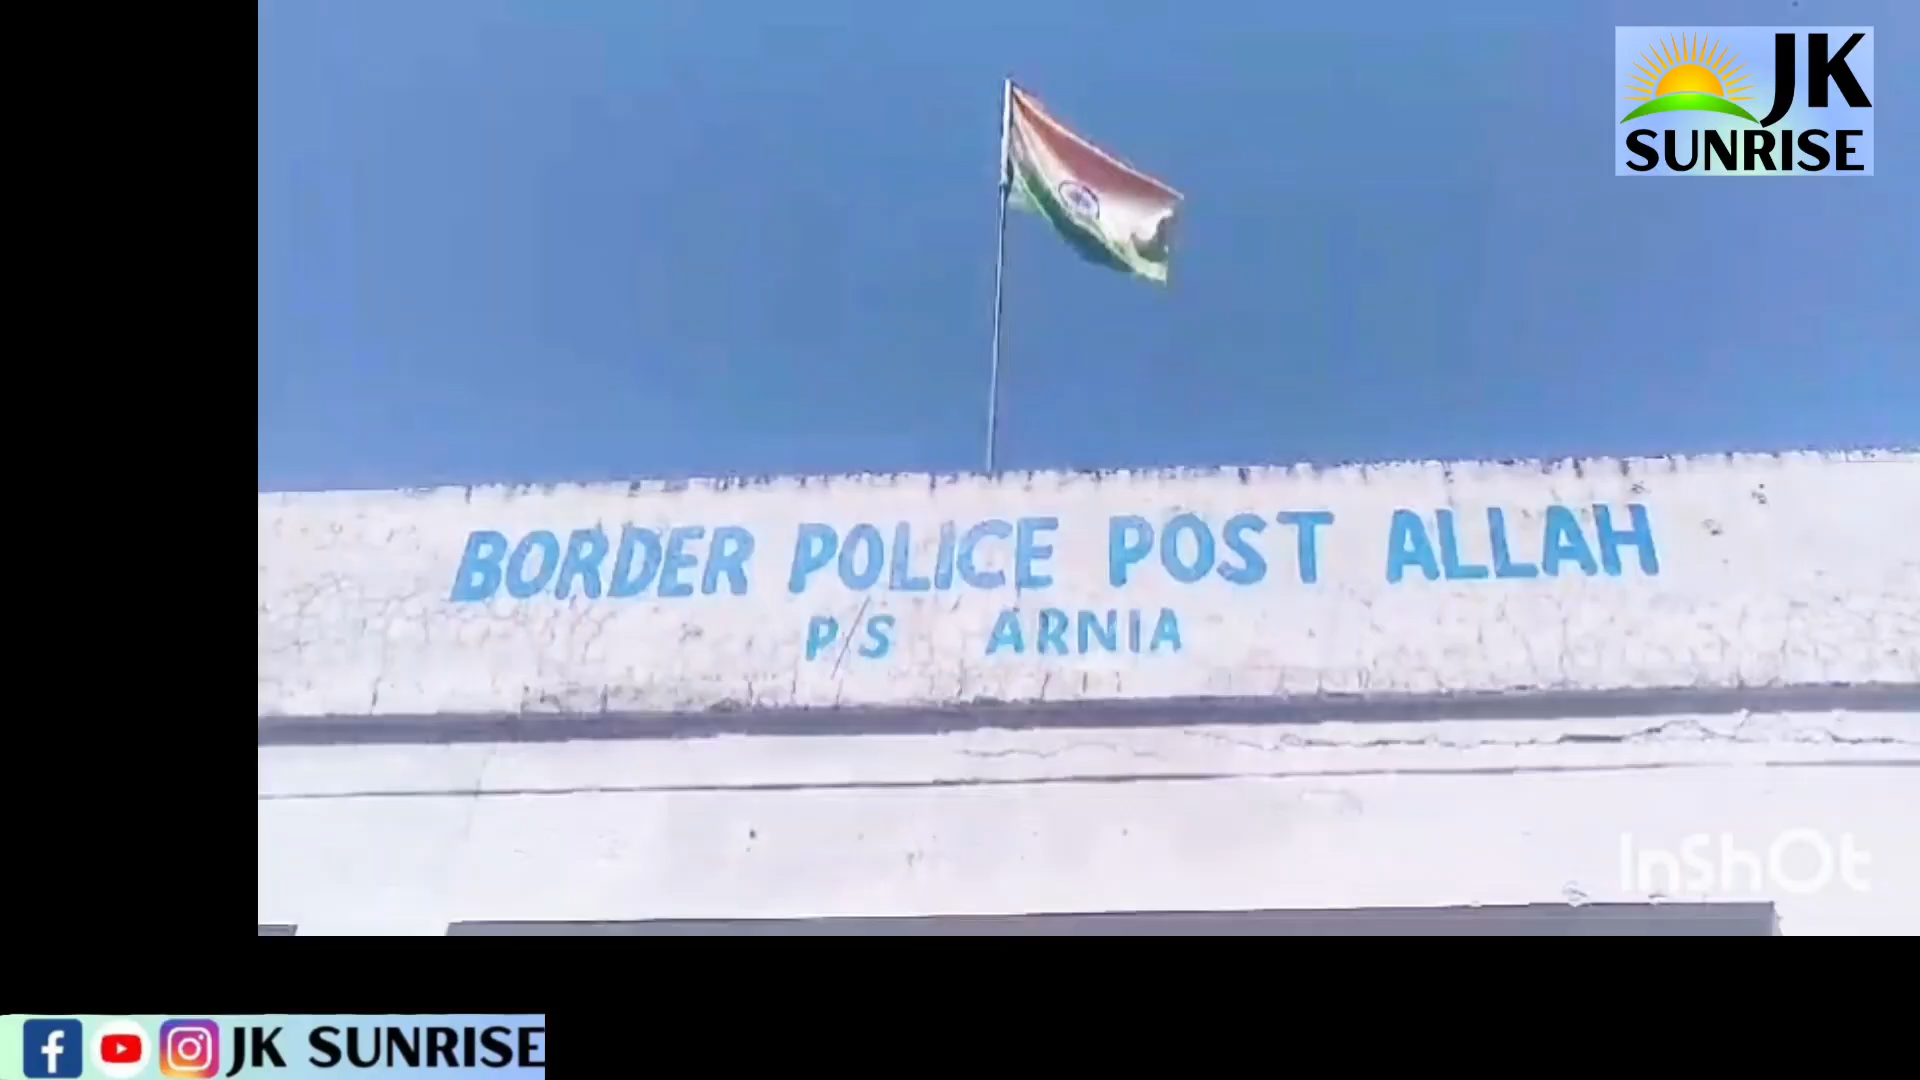 JK
SUNRISE
BORDER POLICE POST ALLAH
P/S ARNIA
InShOt
JK SUNRISE